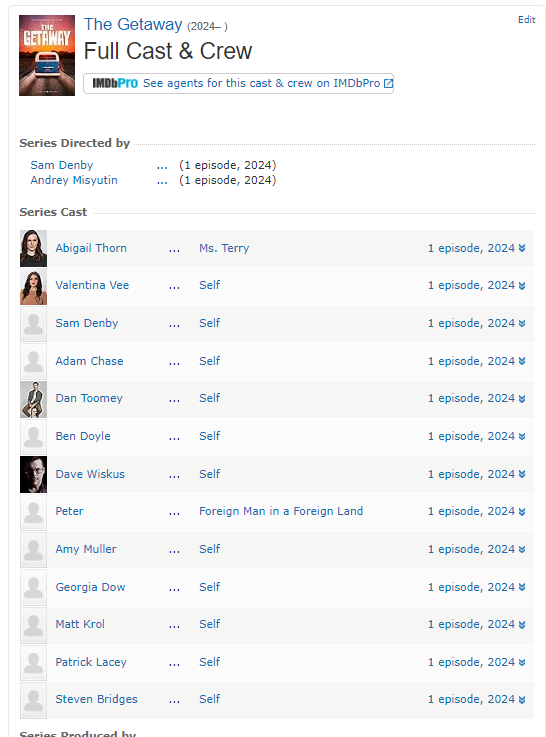 THE
GETAWAY
The Getaway (2024– )
Edit
Full Cast & Crew
IMDbPro See agents for this cast & crew on IMDbPro
Series Directed by
Sam Denby ... (1 episode, 2024)
Andrey Misyutin ... (1 episode, 2024)
Series Cast
Abigail Thorn ... Ms. Terry 1 episode, 2024
Valentina Vee ... Self 1 episode, 2024
Sam Denby ... Self 1 episode, 2024
Adam Chase ... Self 1 episode, 2024
Dan Toomey ... Self 1 episode, 2024
Ben Doyle ... Self 1 episode, 2024
Dave Wiskus ... Self 1 episode, 2024
Peter ... Foreign Man in a Foreign Land 1 episode, 2024
Amy Muller ... Self 1 episode, 2024
Georgia Dow ... Self 1 episode, 2024
Matt Krol ... Self 1 episode, 2024
Patrick Lacey ... Self 1 episode, 2024
Steven Bridges ... Self 1 episode, 2024
Series Produced by